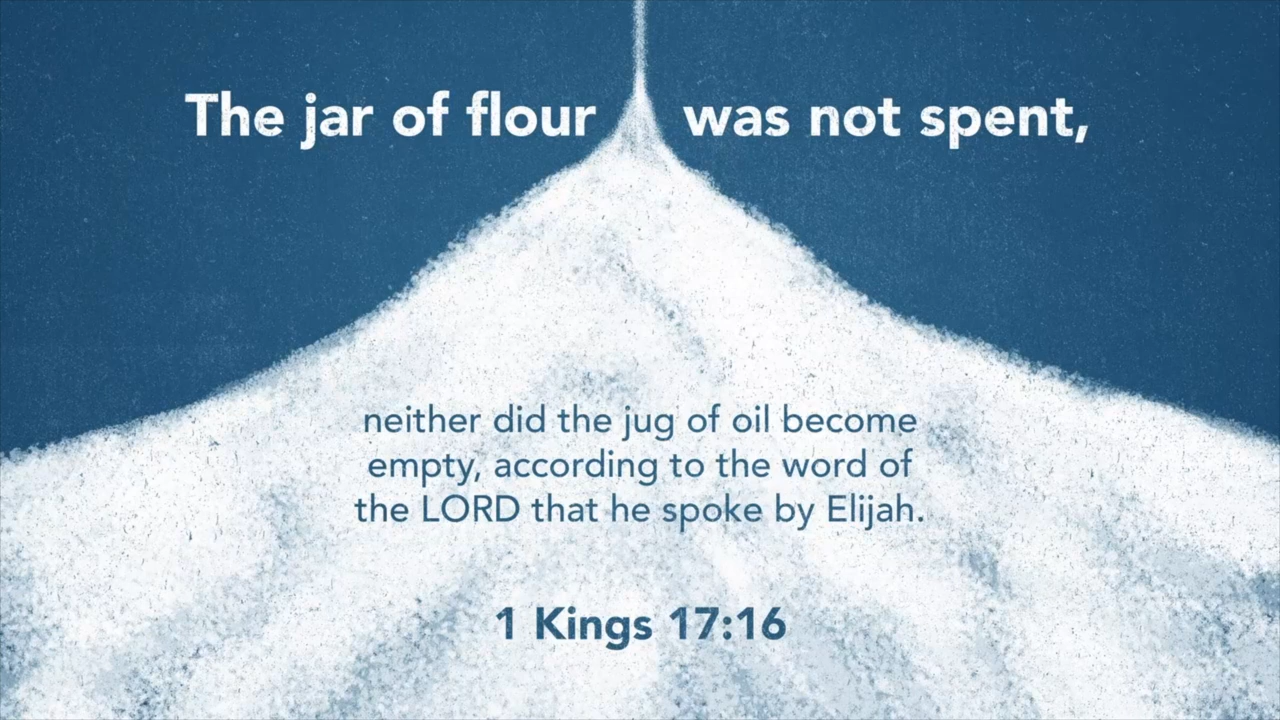 The jar of flour was not spent,
neither did the jug of oil become
empty, according to the word of
the LORD that he spoke by Elijah.
1 Kings 17:16